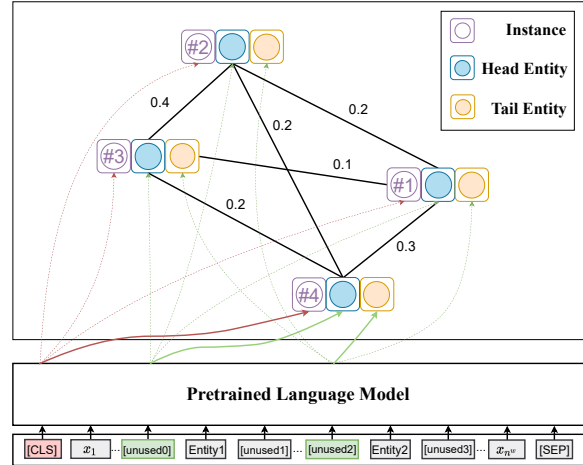 #2
Instance
Head Entity
Tail Entity
0.4
0.2
0.2
#3
0.1
#1
0.2
0.3
#4
Pretrained Language Model
[CLS] x₁ ... [unused0] Entity1 [unused1] ... [unused2] Entity2 [unused3] ... xₙʷ [SEP]